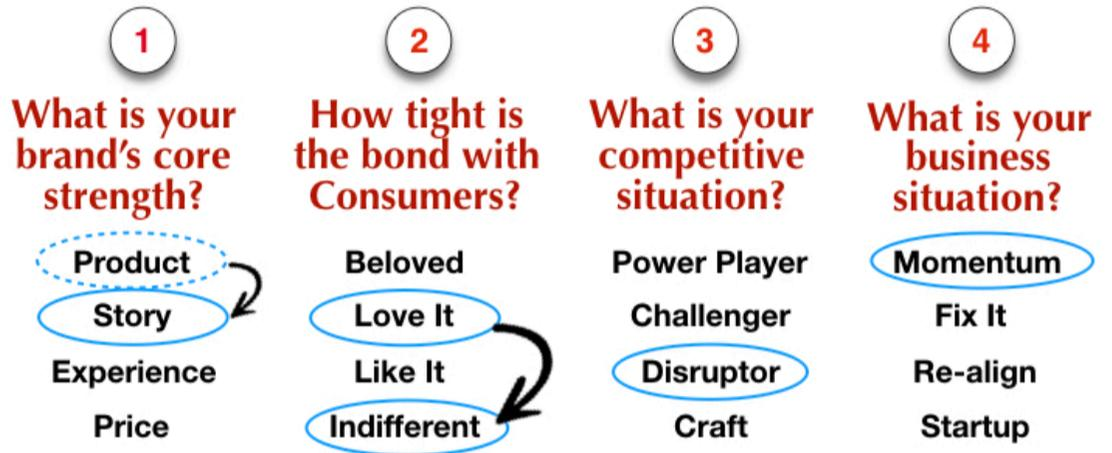 1
What is your
brand's core
strength?
Product
Story
Experience
Price
2
How tight is
the bond with
Consumers?
Beloved
Love It
Like It
Indifferent
3
What is your
competitive
situation?
Power Player
Challenger
Disruptor
Craft
4
What is your
business
situation?
Momentum
Fix It
Re-align
Startup